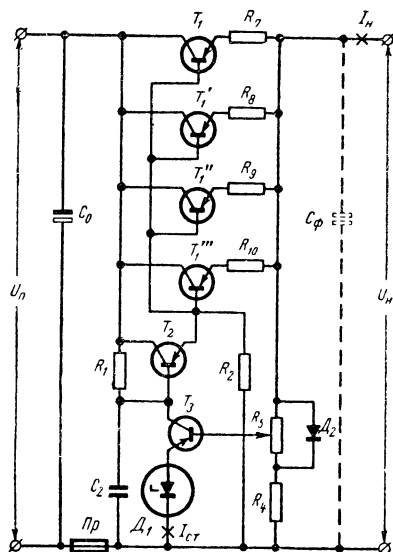 T₁
R₇
Iн
T₁'
R₈
T₁''
R₉
C₀
Cф
T₁'''
R₁₀
Uп
Uн
T₂
R₁
R₂
T₃
R₅
Д₂
C₂
Д₁
R₄
Пр
Iст